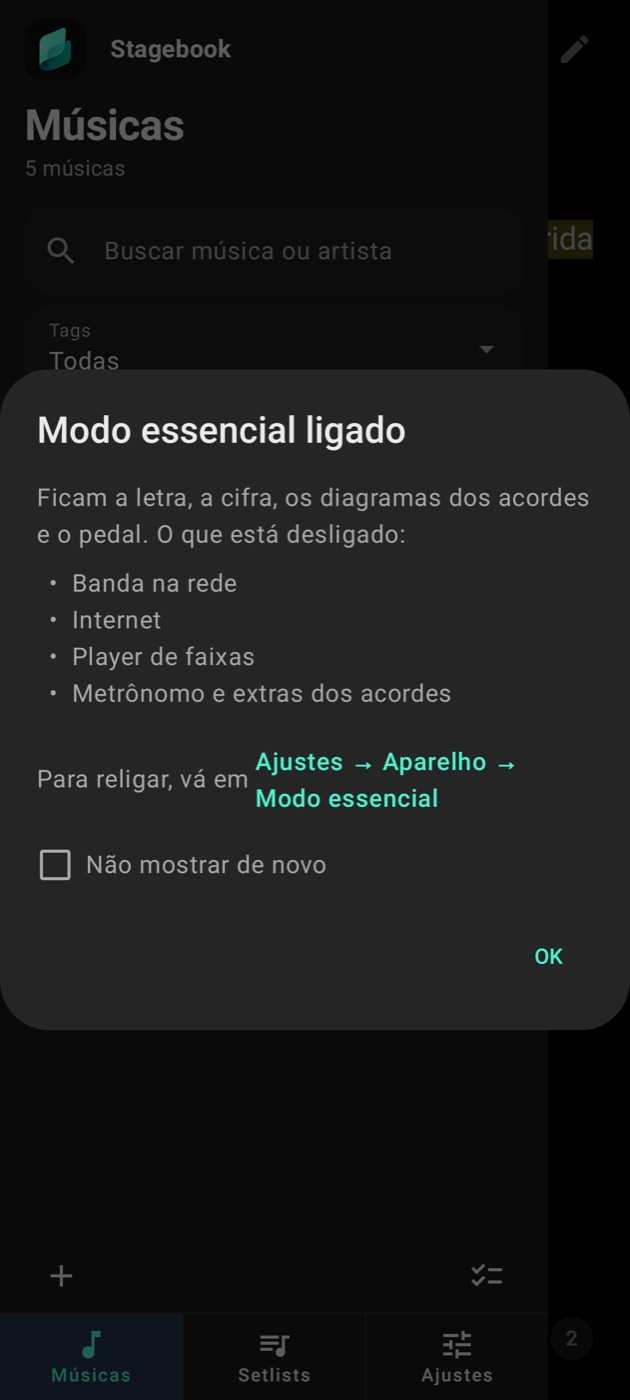 Stagebook
Músicas
5 músicas
rida
Buscar música ou artista
Tags
Todas
Modo essencial ligado
Ficam a letra, a cifra, os diagramas dos acordes
e o pedal. O que está desligado:
• Banda na rede
• Internet
• Player de faixas
• Metrônomo e extras dos acordes
Para religar, vá em Ajustes → Aparelho →
Modo essencial
Não mostrar de novo
OK
2
Músicas
Setlists
Ajustes